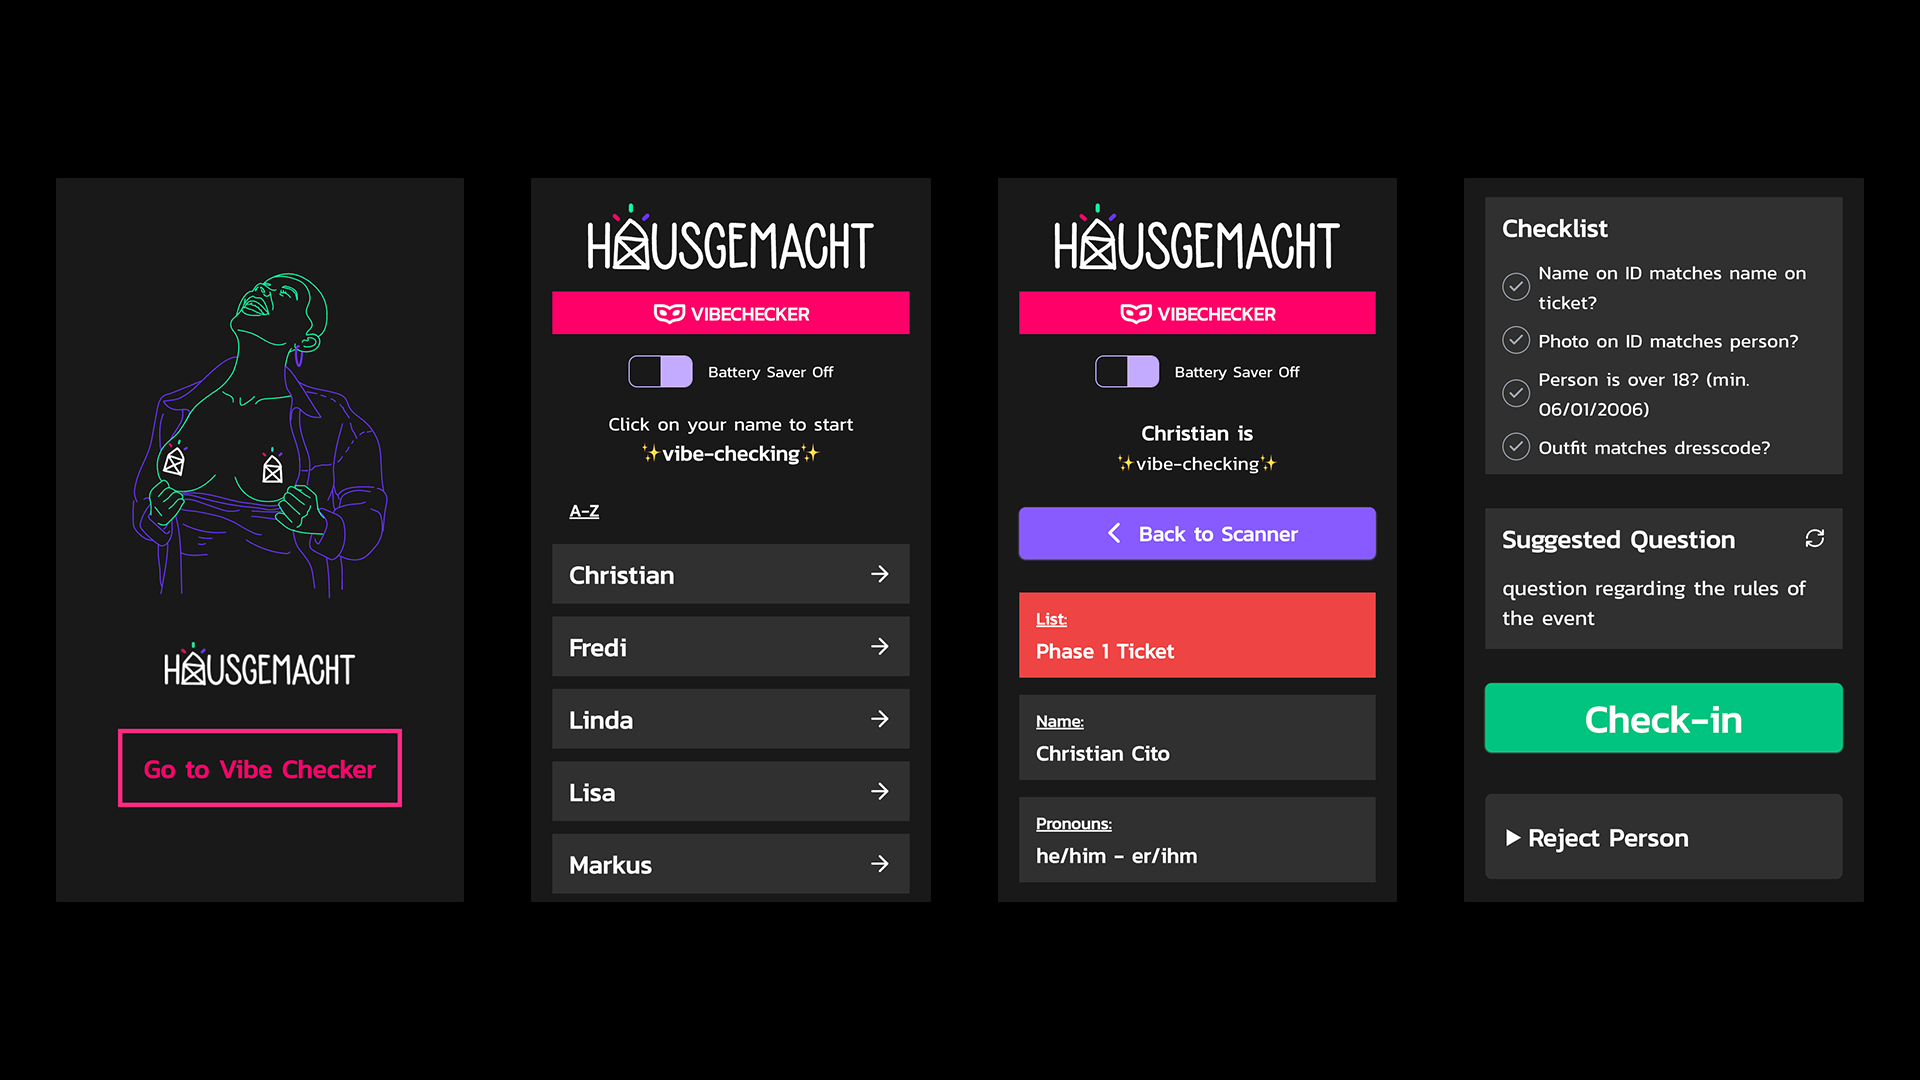 HAUSGEMACHT
Go to Vibe Checker
HAUSGEMACHT
VIBECHECKER
Battery Saver Off
Click on your name to start
✨vibe-checking✨
A-Z
Christian
Fredi
Linda
Lisa
Markus
HAUSGEMACHT
VIBECHECKER
Battery Saver Off
Christian is
✨vibe-checking✨
Back to Scanner
List:
Phase 1 Ticket
Name:
Christian Cito
Pronouns:
he/him - er/ihm
Checklist
Name on ID matches name on
ticket?
Photo on ID matches person?
Person is over 18? (min.
06/01/2006)
Outfit matches dresscode?
Suggested Question
question regarding the rules of
the event
Check-in
Reject Person